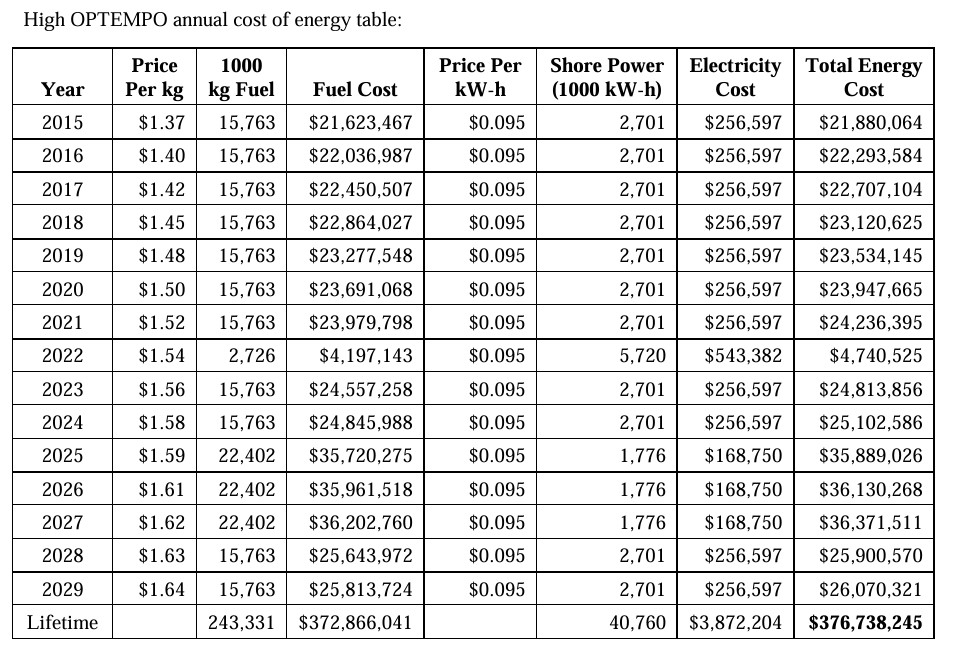 High OPTEMPO annual cost of energy table:
Price 1000 Price Per Shore Power Electricity Total Energy
Year Per kg kg Fuel Fuel Cost kW-h (1000 kW-h) Cost Cost
2015 $1.37 15,763 $21,623,467 $0.095 2,701 $256,597 $21,880,064
2016 $1.40 15,763 $22,036,987 $0.095 2,701 $256,597 $22,293,584
2017 $1.42 15,763 $22,450,507 $0.095 2,701 $256,597 $22,707,104
2018 $1.45 15,763 $22,864,027 $0.095 2,701 $256,597 $23,120,625
2019 $1.48 15,763 $23,277,548 $0.095 2,701 $256,597 $23,534,145
2020 $1.50 15,763 $23,691,068 $0.095 2,701 $256,597 $23,947,665
2021 $1.52 15,763 $23,979,798 $0.095 2,701 $256,597 $24,236,395
2022 $1.54 2,726 $4,197,143 $0.095 5,720 $543,382 $4,740,525
2023 $1.56 15,763 $24,557,258 $0.095 2,701 $256,597 $24,813,856
2024 $1.58 15,763 $24,845,988 $0.095 2,701 $256,597 $25,102,586
2025 $1.59 22,402 $35,720,275 $0.095 1,776 $168,750 $35,889,026
2026 $1.61 22,402 $35,961,518 $0.095 1,776 $168,750 $36,130,268
2027 $1.62 22,402 $36,202,760 $0.095 1,776 $168,750 $36,371,511
2028 $1.63 15,763 $25,643,972 $0.095 2,701 $256,597 $25,900,570
2029 $1.64 15,763 $25,813,724 $0.095 2,701 $256,597 $26,070,321
Lifetime 243,331 $372,866,041 40,760 $3,872,204 $376,738,245